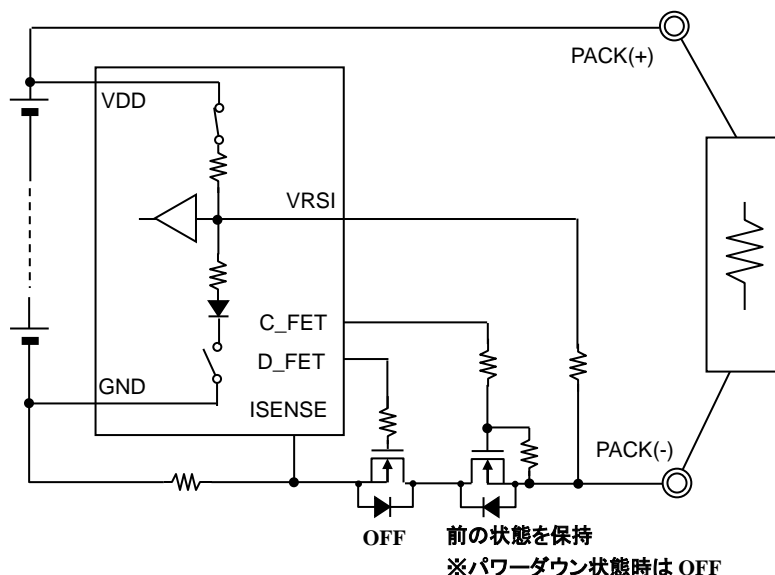 PACK(+)
VDD
VRSI
C_FET
D_FET
GND
ISENSE
PACK(-)
OFF
前の状態を保持
※パワーダウン状態時は OFF